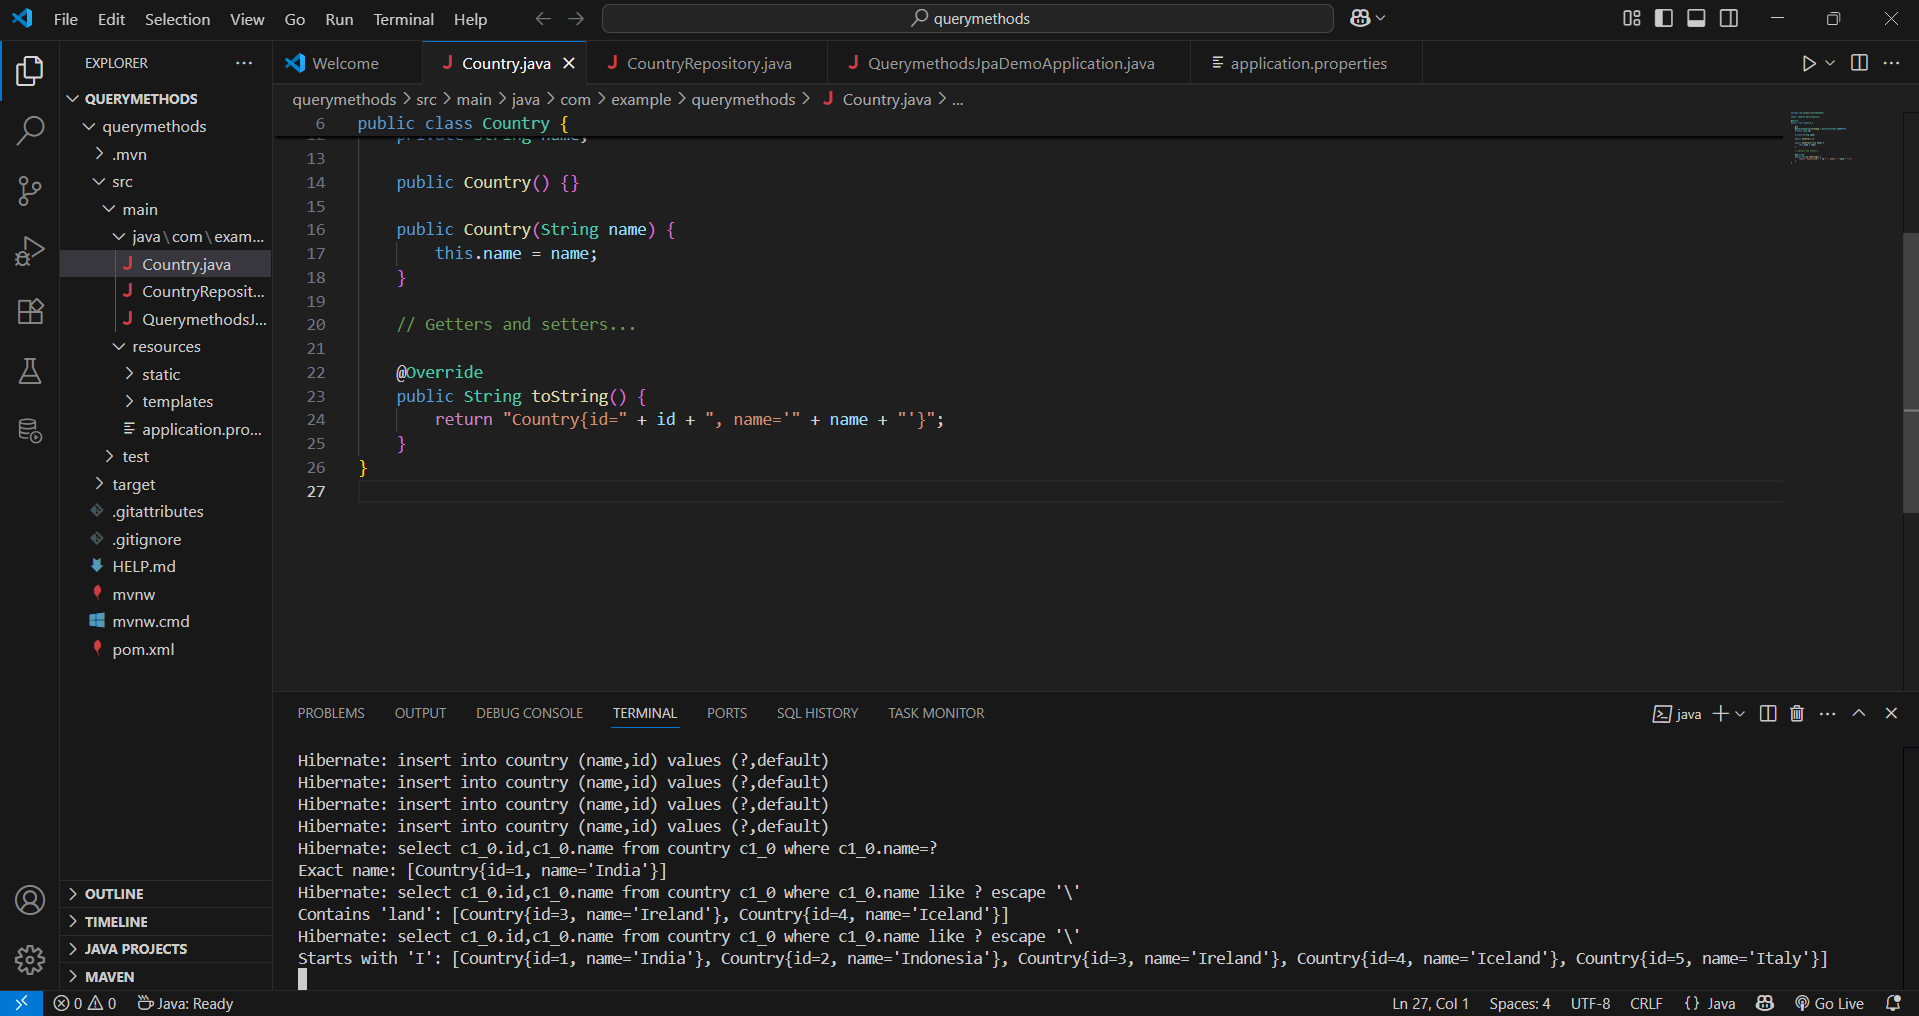 File Edit Selection View Go Run Terminal Help
querymethods
EXPLORER
QUERYMETHODS
querymethods
.mvn
src
main
java\com\exam...
Country.java
CountryReposit...
QuerymethodsJ...
resources
static
templates
application.pro...
test
target
.gitattributes
.gitignore
HELP.md
mvnw
mvnw.cmd
pom.xml
OUTLINE
TIMELINE
JAVA PROJECTS
MAVEN
Welcome Country.java CountryRepository.java QuerymethodsJpaDemoApplication.java application.properties
querymethods > src > main > java > com > example > querymethods > Country.java > ...
6 public class Country {
12 private String name;
13
14 public Country() {}
15
16 public Country(String name) {
17 this.name = name;
18 }
19
20 // Getters and setters...
21
22 @Override
23 public String toString() {
24 return "Country{id=" + id + ", name='" + name + "'}";
25 }
26 }
27
PROBLEMS OUTPUT DEBUG CONSOLE TERMINAL PORTS SQL HISTORY TASK MONITOR
java
Hibernate: insert into country (name,id) values (?,default)
Hibernate: insert into country (name,id) values (?,default)
Hibernate: insert into country (name,id) values (?,default)
Hibernate: insert into country (name,id) values (?,default)
Hibernate: select c1_0.id,c1_0.name from country c1_0 where c1_0.name=?
Exact name: [Country{id=1, name='India'}]
Hibernate: select c1_0.id,c1_0.name from country c1_0 where c1_0.name like ? escape '\'
Contains 'land': [Country{id=3, name='Ireland'}, Country{id=4, name='Iceland'}]
Hibernate: select c1_0.id,c1_0.name from country c1_0 where c1_0.name like ? escape '\'
Starts with 'I': [Country{id=1, name='India'}, Country{id=2, name='Indonesia'}, Country{id=3, name='Ireland'}, Country{id=4, name='Iceland'}, Country{id=5, name='Italy'}]
0 0 Java: Ready
Ln 27, Col 1 Spaces: 4 UTF-8 CRLF {} Java Go Live